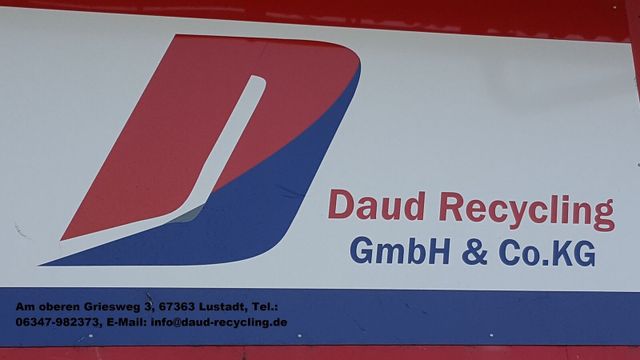 Daud Recycling
GmbH & Co.KG
Am oberen Griesweg 3, 67363 Lustadt, Tel.:
06347-982373, E-Mail: info@daud-recycling.de